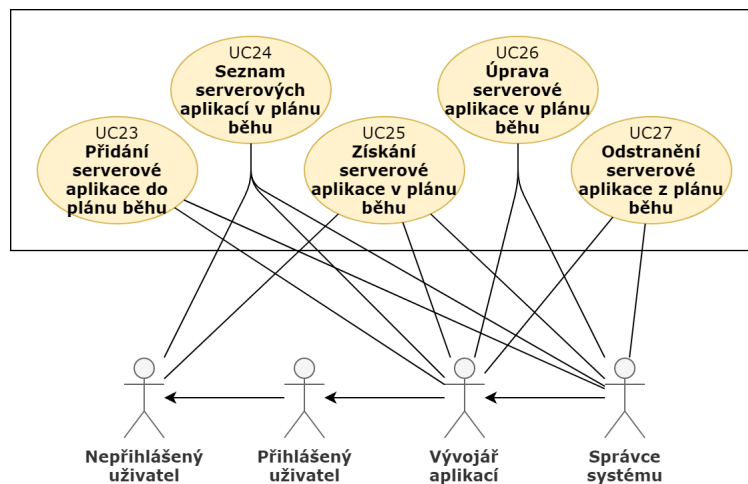 UC24
Seznam
serverových
aplikací v plánu
běhu
UC26
Úprava
serverové
aplikace v plánu
běhu
UC23
Přidání
serverové
aplikace do
plánu běhu
UC25
Získání
serverové
aplikace v plánu
běhu
UC27
Odstranění
serverové
aplikace z plánu
běhu
Nepřihlášený
uživatel
Přihlášený
uživatel
Vývojář
aplikací
Správce
systému